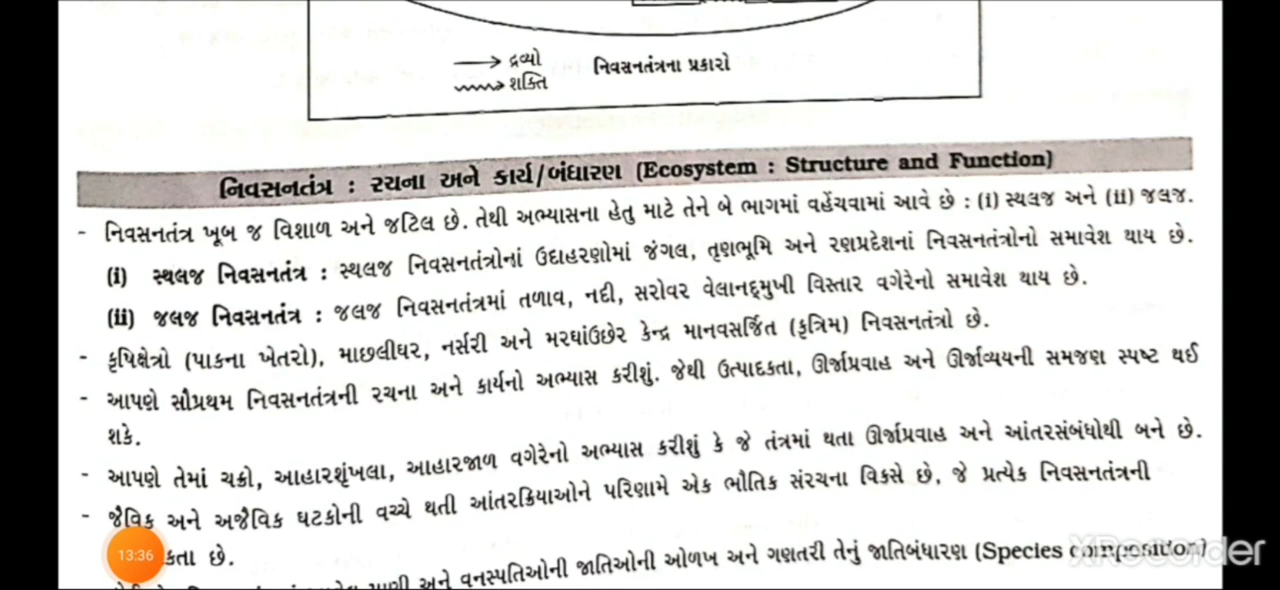 દ્રવ્યો
શક્તિ
નિવસનતંત્રના પ્રકારો
નિવસનતંત્ર : રચના અને કાર્ય/બંધારણ (Ecosystem : Structure and Function)
- નિવસનતંત્ર ખૂબ જ વિશાળ અને જટિલ છે. તેથી અભ્યાસના હેતુ માટે તેને બે ભાગમાં વહેંચવામાં આવે છે : (i) સ્થલજ અને (ii) જલજ.
(i) સ્થલજ નિવસનતંત્ર : સ્થલજ નિવસનતંત્રોનાં ઉદાહરણોમાં જંગલ, તૃણભૂમિ અને રણપ્રદેશનાં નિવસનતંત્રોનો સમાવેશ થાય છે.
(ii) જલજ નિવસનતંત્ર : જલજ નિવસનતંત્રમાં તળાવ, નદી, સરોવર વેલાનદ્મુખી વિસ્તાર વગેરેનો સમાવેશ થાય છે.
- કૃષિક્ષેત્રો (પાકના ખેતરો), માછલીઘર, નર્સરી અને મરઘાંઉછેર કેન્દ્ર માનવસર્જિત (કૃત્રિમ) નિવસનતંત્રો છે.
- આપણે સૌપ્રથમ નિવસનતંત્રની રચના અને કાર્યનો અભ્યાસ કરીશું. જેથી ઉત્પાદકતા, ઊર્જાપ્રવાહ અને ઊર્જાવ્યયની સમજણ સ્પષ્ટ થઈ
શકે.
- આપણે તેમાં ચક્રો, આહારશૃંખલા, આહારજાળ વગેરેનો અભ્યાસ કરીશું કે જે તંત્રમાં થતા ઊર્જાપ્રવાહ અને આંતરસંબંધોથી બને છે.
- જૈવિક અને અજૈવિક ઘટકોની વચ્ચે થતી આંતરક્રિયાઓને પરિણામે એક ભૌતિક સંરચના વિકસે છે, જે પ્રત્યેક નિવસનતંત્રની
કતા છે.
અને વનસ્પતિઓની જાતિઓની ઓળખ અને ગણતરી તેનું જાતિબંધારણ (Species composition)
13:36
XRecorder